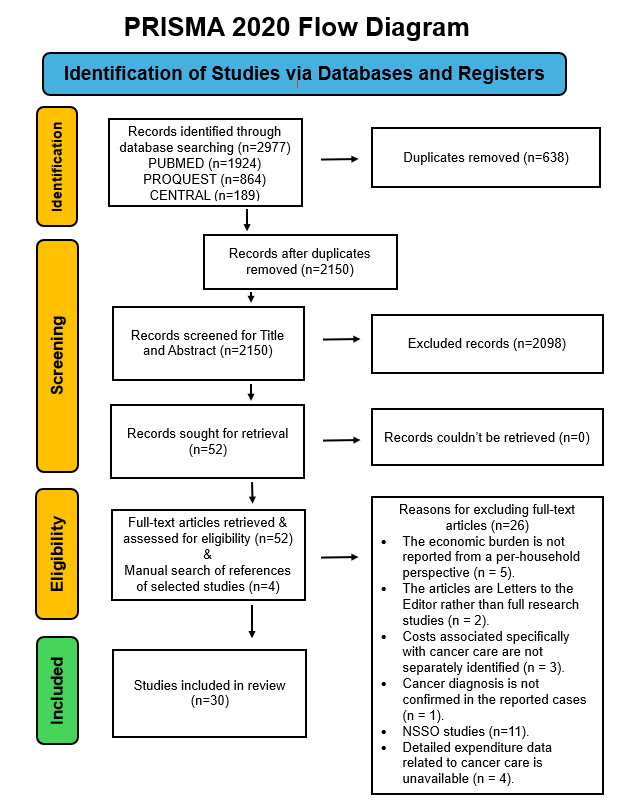 PRISMA 2020 Flow Diagram
Identification of Studies via Databases and Registers
Identification
Records identified through
database searching (n=2977)
PUBMED (n=1924)
PROQUEST (n=864)
CENTRAL (n=189)
Duplicates removed (n=638)
Screening
Records after duplicates
removed (n=2150)
Records screened for Title
and Abstract (n=2150)
Excluded records (n=2098)
Records sought for retrieval
(n=52)
Records couldn't be retrieved (n=0)
Eligibility
Full-text articles retrieved &
assessed for eligibility (n=52)
&
Manual search of references
of selected studies (n=4)
Reasons for excluding full-text
articles (n=26)
• The economic burden is not
reported from a per-household
perspective (n = 5).
• The articles are Letters to the
Editor rather than full research
studies (n = 2).
• Costs associated specifically
with cancer care are not
separately identified (n = 3).
• Cancer diagnosis is not
confirmed in the reported cases
(n = 1).
• NSSO studies (n=11).
• Detailed expenditure data
related to cancer care is
unavailable (n = 4).
Included
Studies included in review
(n=30)